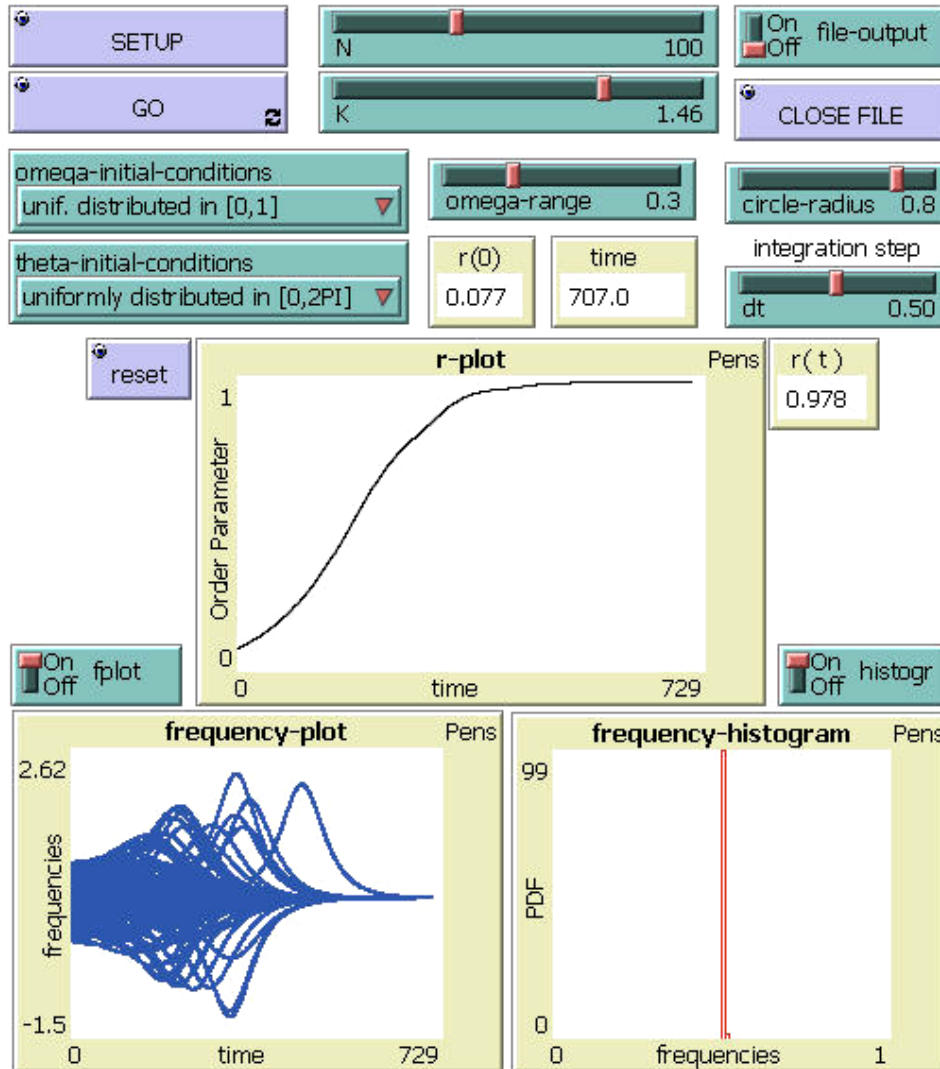 SETUP
N 100
On
Off
file-output
GO
K 1.46
CLOSE FILE
omega-initial-conditions
unif. distributed in [0,1]
omega-range 0.3
circle-radius 0.8
theta-initial-conditions
uniformly distributed in [0,2PI]
r(0)
0.077
time
707.0
integration step
dt 0.50
reset
r-plot
Pens
1
Order Parameter
0
0 time 729
r(t)
0.978
On
Off
fplot
On
Off
histogr
frequency-plot
Pens
2.62
frequencies
-1.5
0 time 729
frequency-histogram
Pens
99
PDF
0
0 frequencies 1